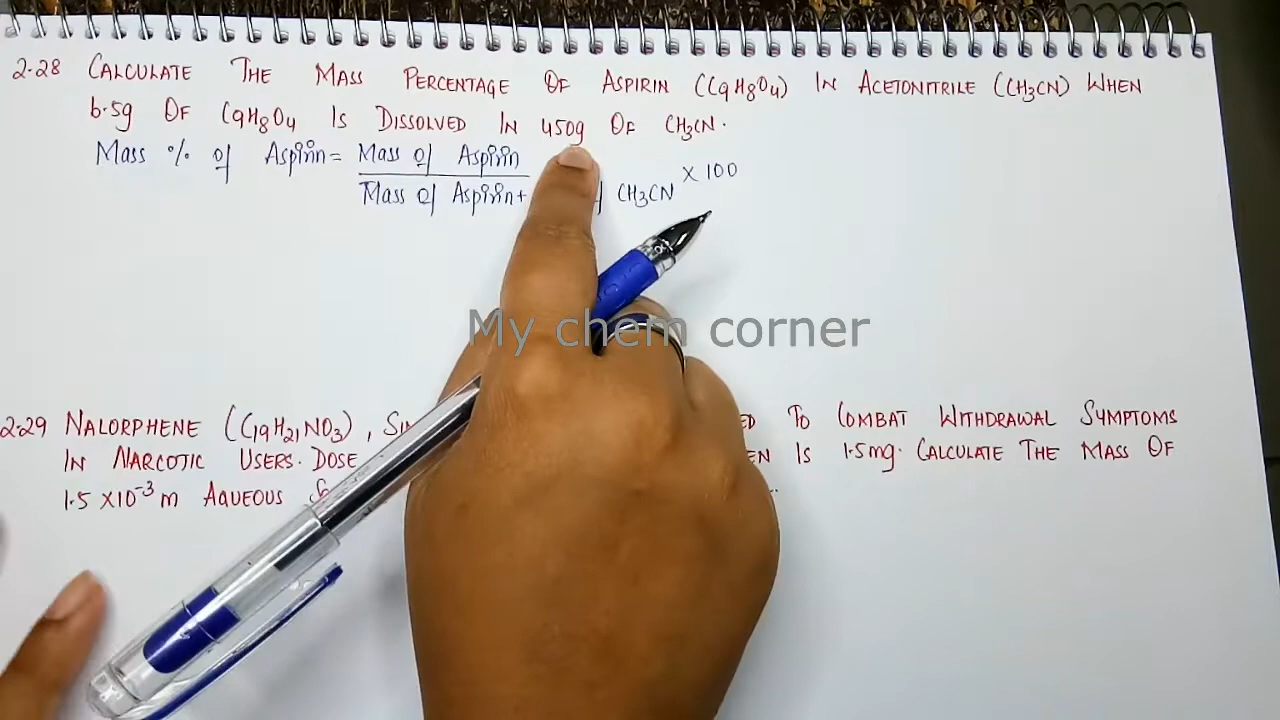 2.28 CALCULATE THE MASS PERCENTAGE OF ASPIRIN (C9H8O4) IN ACETONITRILE (CH3CN) WHEN
6.5g OF C9H8O4 IS DISSOLVED IN 450g OF CH3CN.
Mass % of Aspirin = Mass of Aspirin
Mass of Aspirin + CH3CN × 100
My chem corner
2.29 NALORPHENE (C19H21NO3), TO COMBAT WITHDRAWAL SYMPTOMS
IN NARCOTIC USERS. DOSE IS 1.5mg. CALCULATE THE MASS OF
1.5 ×10-3 m AQUEOUS